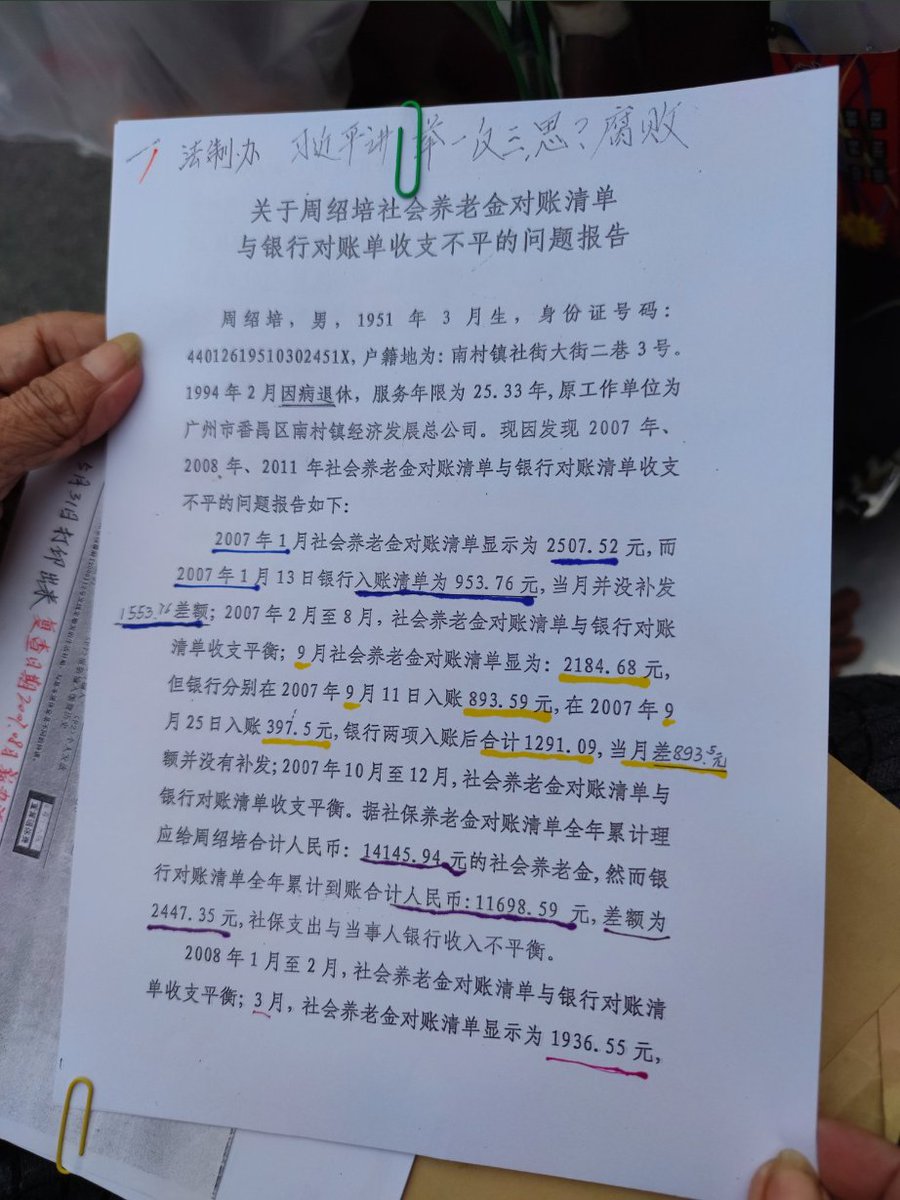 一 法制办 习近平讲 举一反三思？腐败
关于周绍培社会养老金对账清单
与银行对账单收支不平的问题报告
周绍培，男，1951 年 3 月生，身份证号码：
44012619510302451X，户籍地为：南村镇社街大街二巷 3 号。
1994 年 2 月因病退休，服务年限为 25.33 年，原工作单位为
广州市番禺区南村镇经济发展总公司。现因发现 2007 年、
2008 年、2011 年社会养老金对账清单与银行对账清单收支
不平的问题报告如下：
2007 年 1 月社会养老金对账清单显示为 2507.52 元，而
2007 年 1 月 13 日银行入账清单为 953.76 元，当月并没补发
1553.76 差额；2007 年 2 月至 8 月，社会养老金对账清单与银行对账
清单收支平衡；9 月社会养老金对账清单显为：2184.68 元，
但银行分别在 2007 年 9 月 11 日入账 893.59 元，在 2007 年 9
月 25 日入账 397.5 元，银行两项入账后合计 1291.09，当月差 893.5元
额并没有补发；2007 年 10 月至 12 月，社会养老金对账清单与
银行对账清单收支平衡。据社保养老金对账清单全年累计理
应给周绍培合计人民币：14145.94 元的社会养老金，然而银
行对账清单全年累计到账合计人民币：11698.59 元，差额为
2447.35 元，社保支出与当事人银行收入不平衡。
2008 年 1 月至 2 月，社会养老金对账清单与银行对账清
单收支平衡；3 月，社会养老金对账清单显示为 1936.55 元，